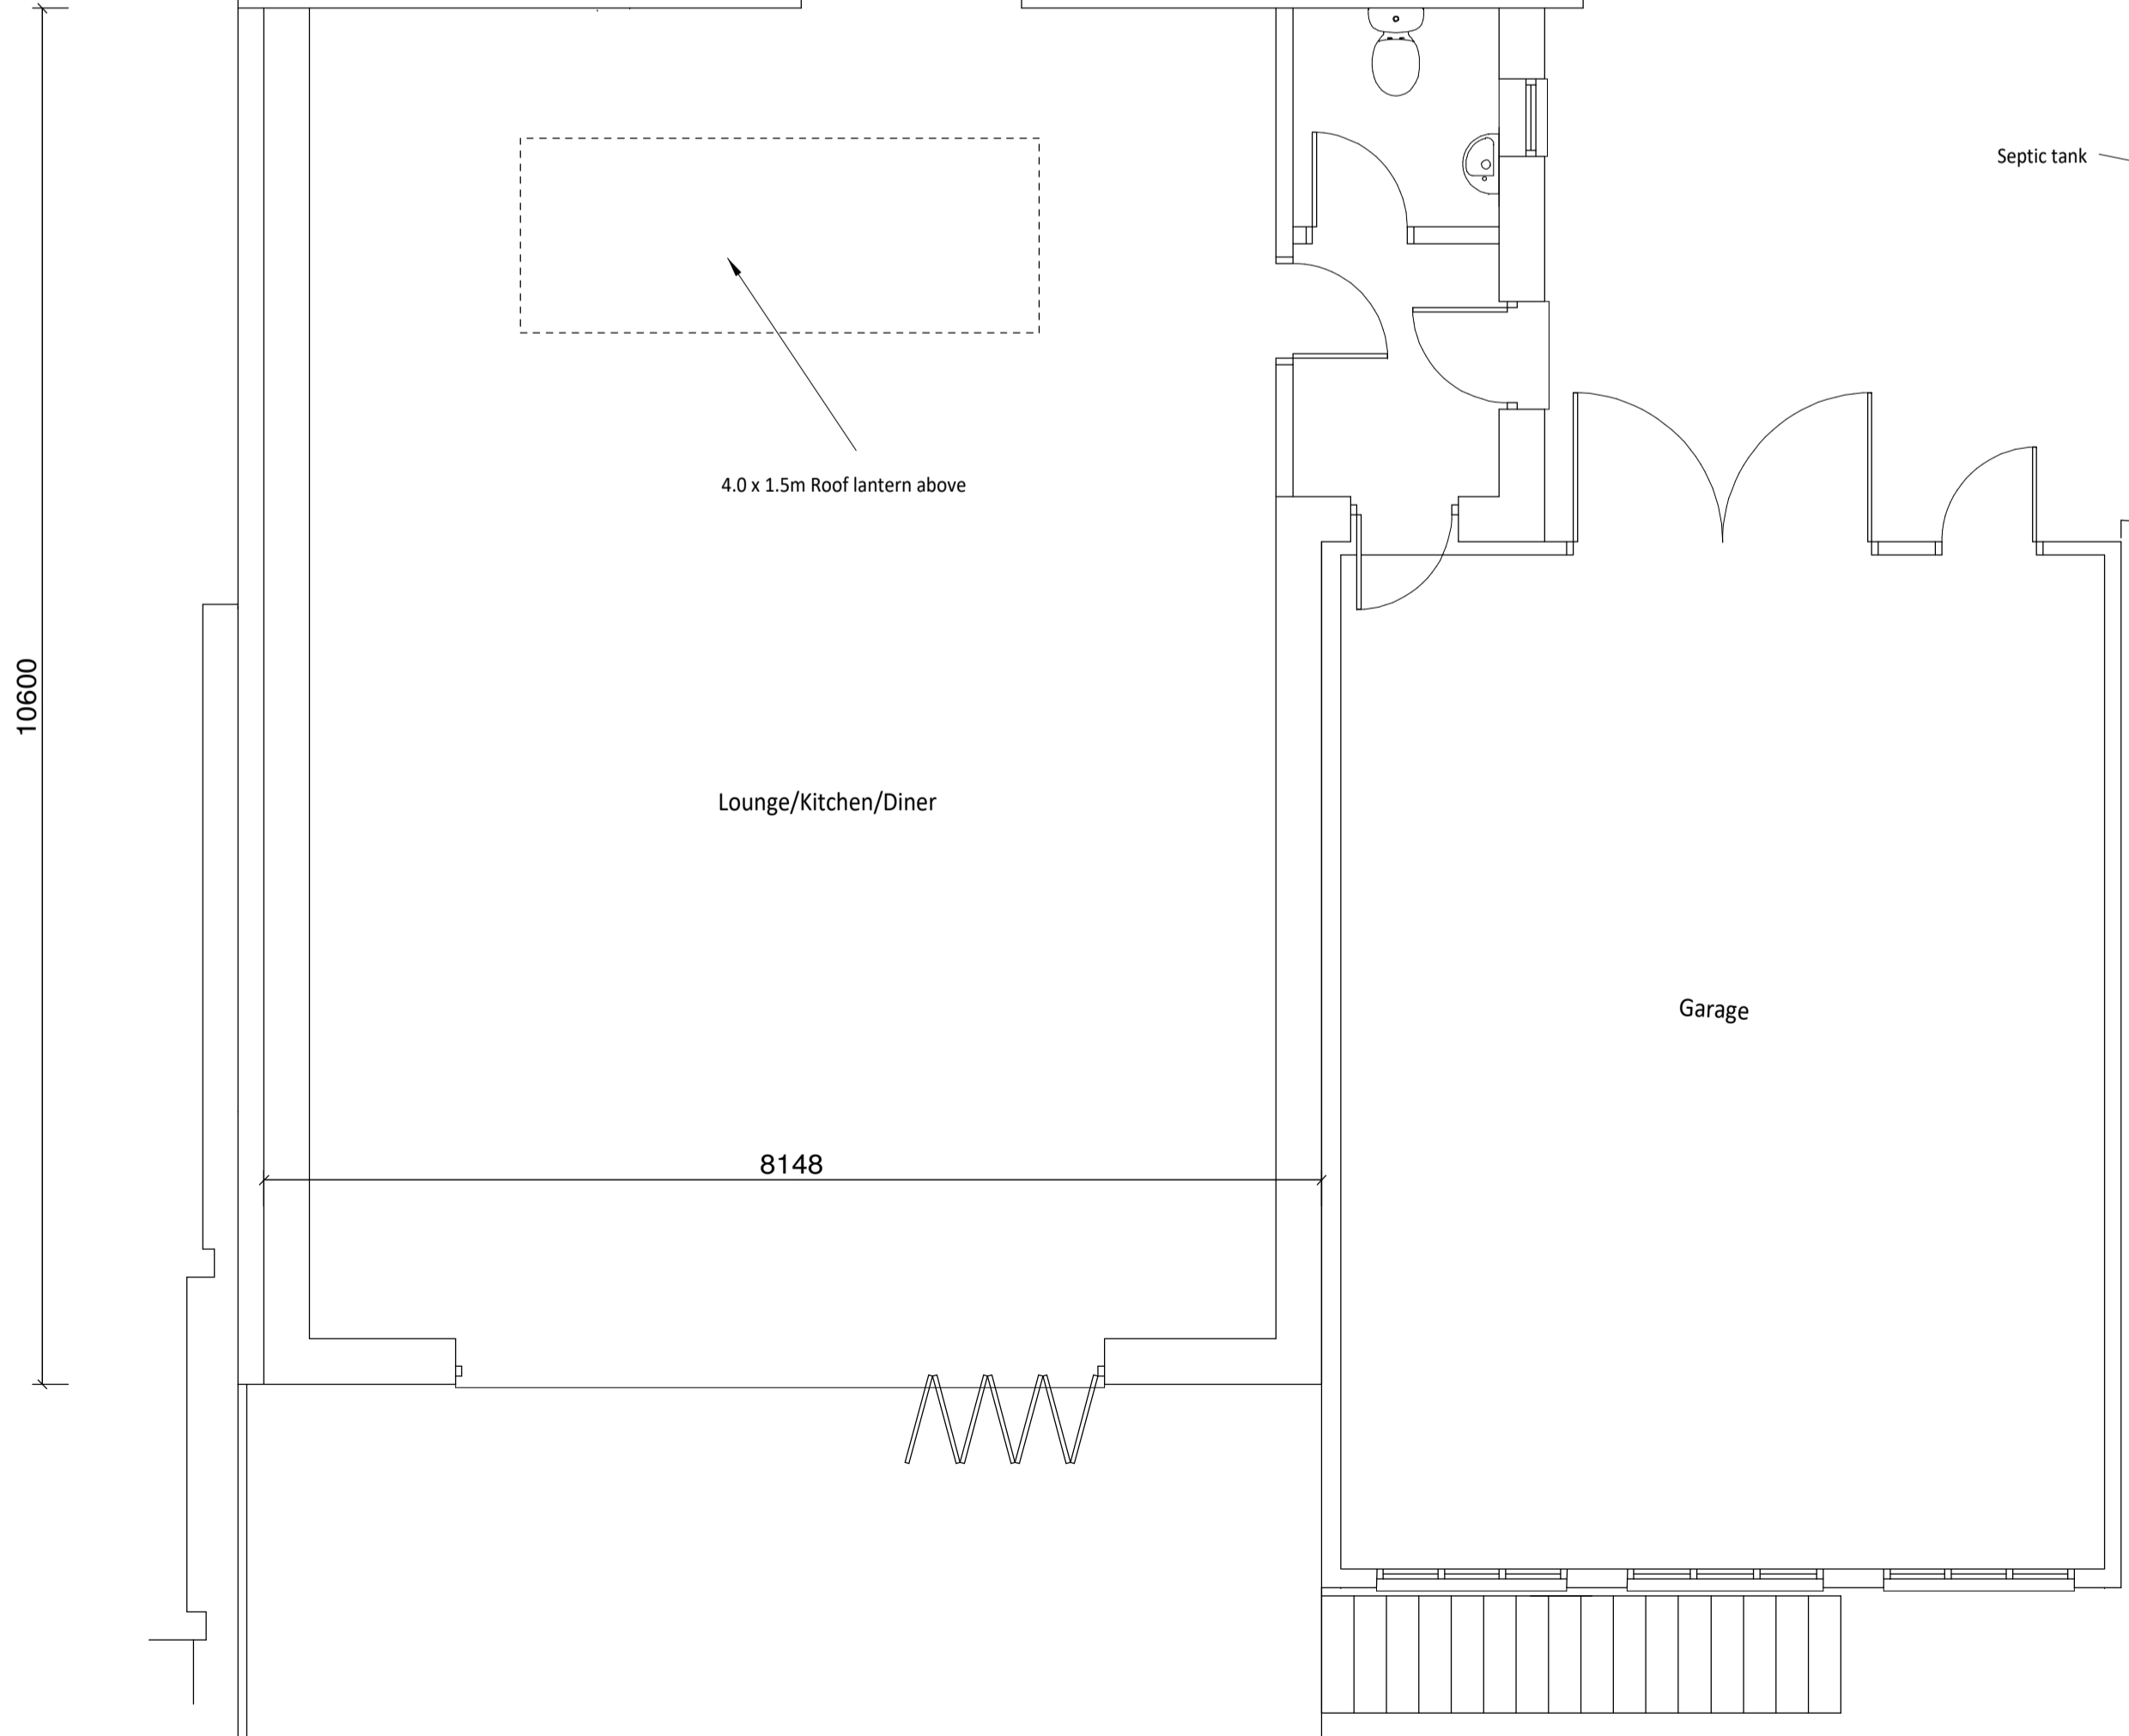 Septic tank
4.0 x 1.5m Roof lantern above
10600
Lounge/Kitchen/Diner
Garage
8148